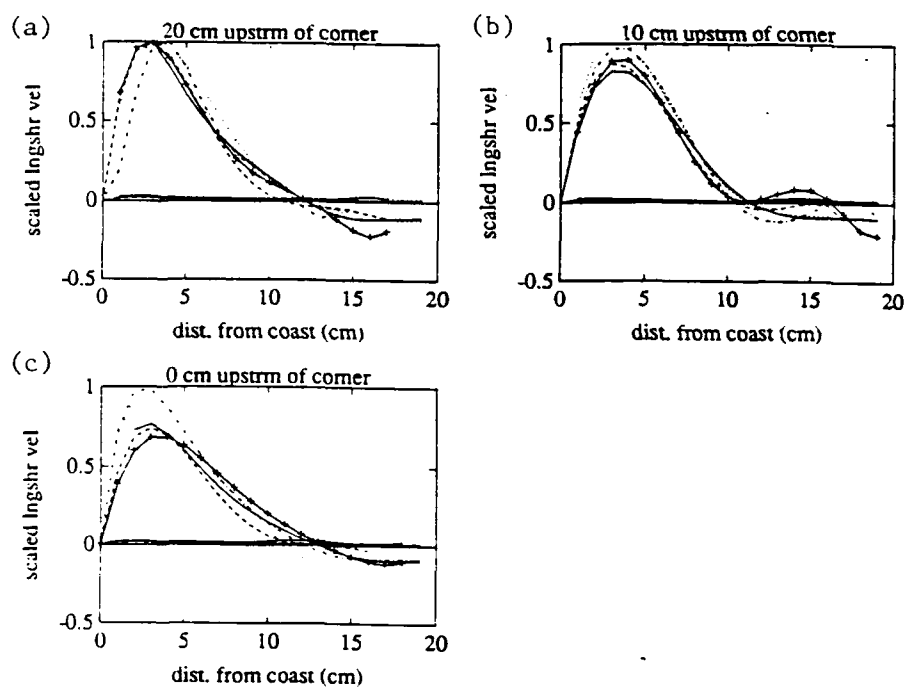 (a)
20 cm upstrm of corner
1
0.5
0
-0.5
scaled lngshr vel
0 5 10 15 20
dist. from coast (cm)
(b)
10 cm upstrm of corner
1
0.5
0
-0.5
scaled lngshr vel
0 5 10 15 20
dist. from coast (cm)
(c)
0 cm upstrm of corner
1
0.5
0
-0.5
scaled lngshr vel
0 5 10 15 20
dist. from coast (cm)